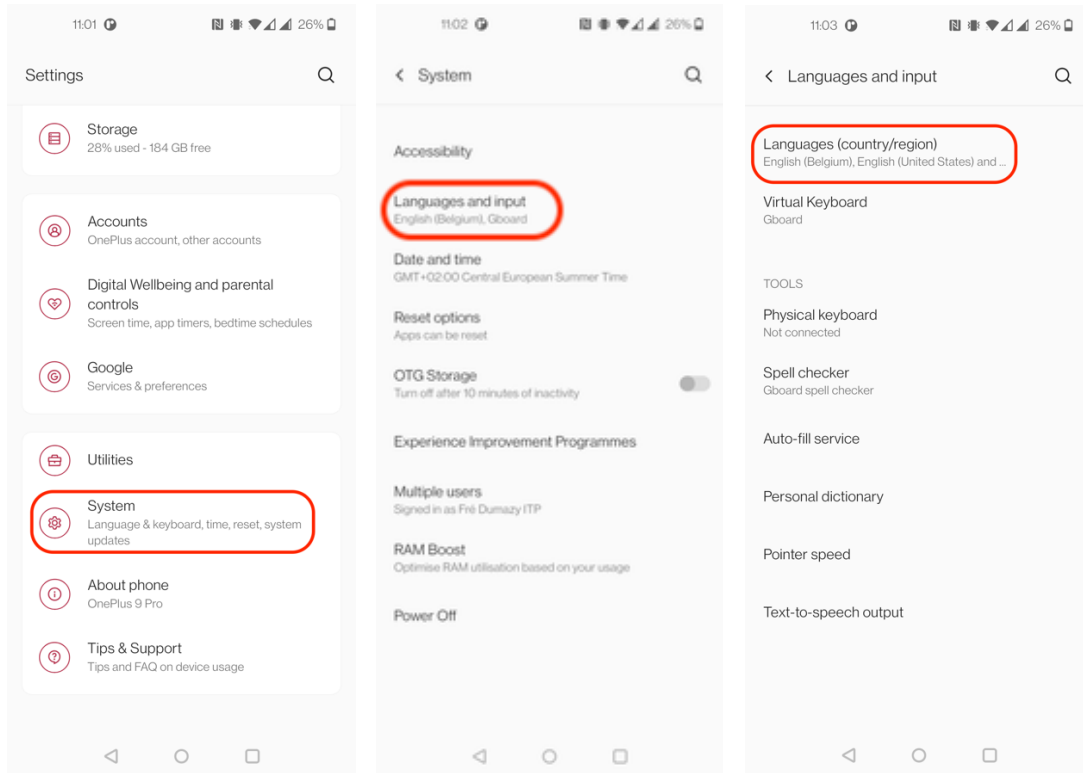 11:01
26%
Settings
Storage
28% used - 184 GB free
Accounts
OnePlus account, other accounts
Digital Wellbeing and parental
controls
Screen time, app timers, bedtime schedules
Google
Services & preferences
Utilities
System
Language & keyboard, time, reset, system
updates
About phone
OnePlus 9 Pro
Tips & Support
Tips and FAQ on device usage
11:02
26%
System
Accessibility
Languages and input
English (Belgium), Gboard
Date and time
GMT+02:00 Central European Summer Time
Reset options
Apps can be reset
OTG Storage
Turn off after 10 minutes of inactivity
Experience Improvement Programmes
Multiple users
Signed in as Fré Dumazy ITP
RAM Boost
Optimise RAM utilisation based on your usage
Power Off
11:03
26%
Languages and input
Languages (country/region)
English (Belgium), English (United States) and ...
Virtual Keyboard
Gboard
TOOLS
Physical keyboard
Not connected
Spell checker
Gboard spell checker
Auto-fill service
Personal dictionary
Pointer speed
Text-to-speech output